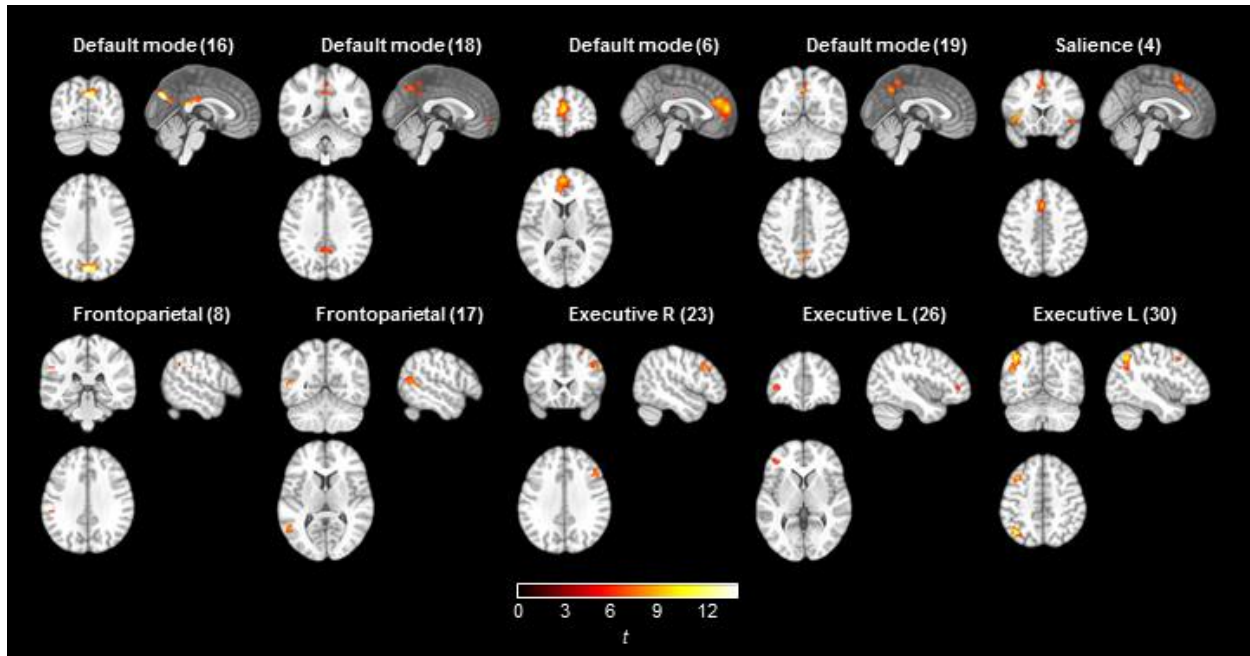 Default mode (16)
Default mode (18)
Default mode (6)
Default mode (19)
Salience (4)
Frontoparietal (8)
Frontoparietal (17)
Executive R (23)
Executive L (26)
Executive L (30)
0 3 6 9 12
t